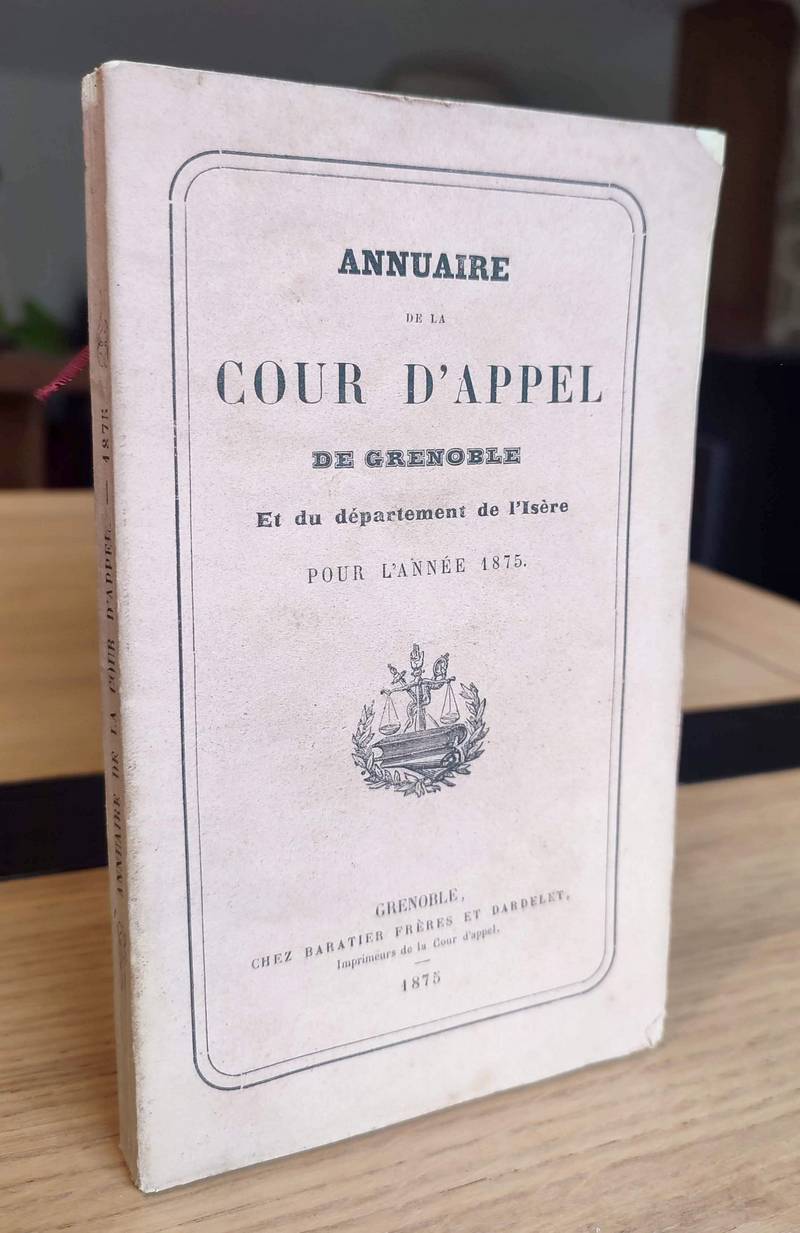 ANNUAIRE
DE LA
COUR D'APPEL
DE GRENOBLE
Et du département de l'Isère
POUR L'ANNÉE 1875.
GRENOBLE,
CHEZ BARATIER FRÈRES ET DARDELET,
Imprimeurs de la Cour d'appel.
1875
ANNUAIRE DE LA COUR D'APPEL — 1875